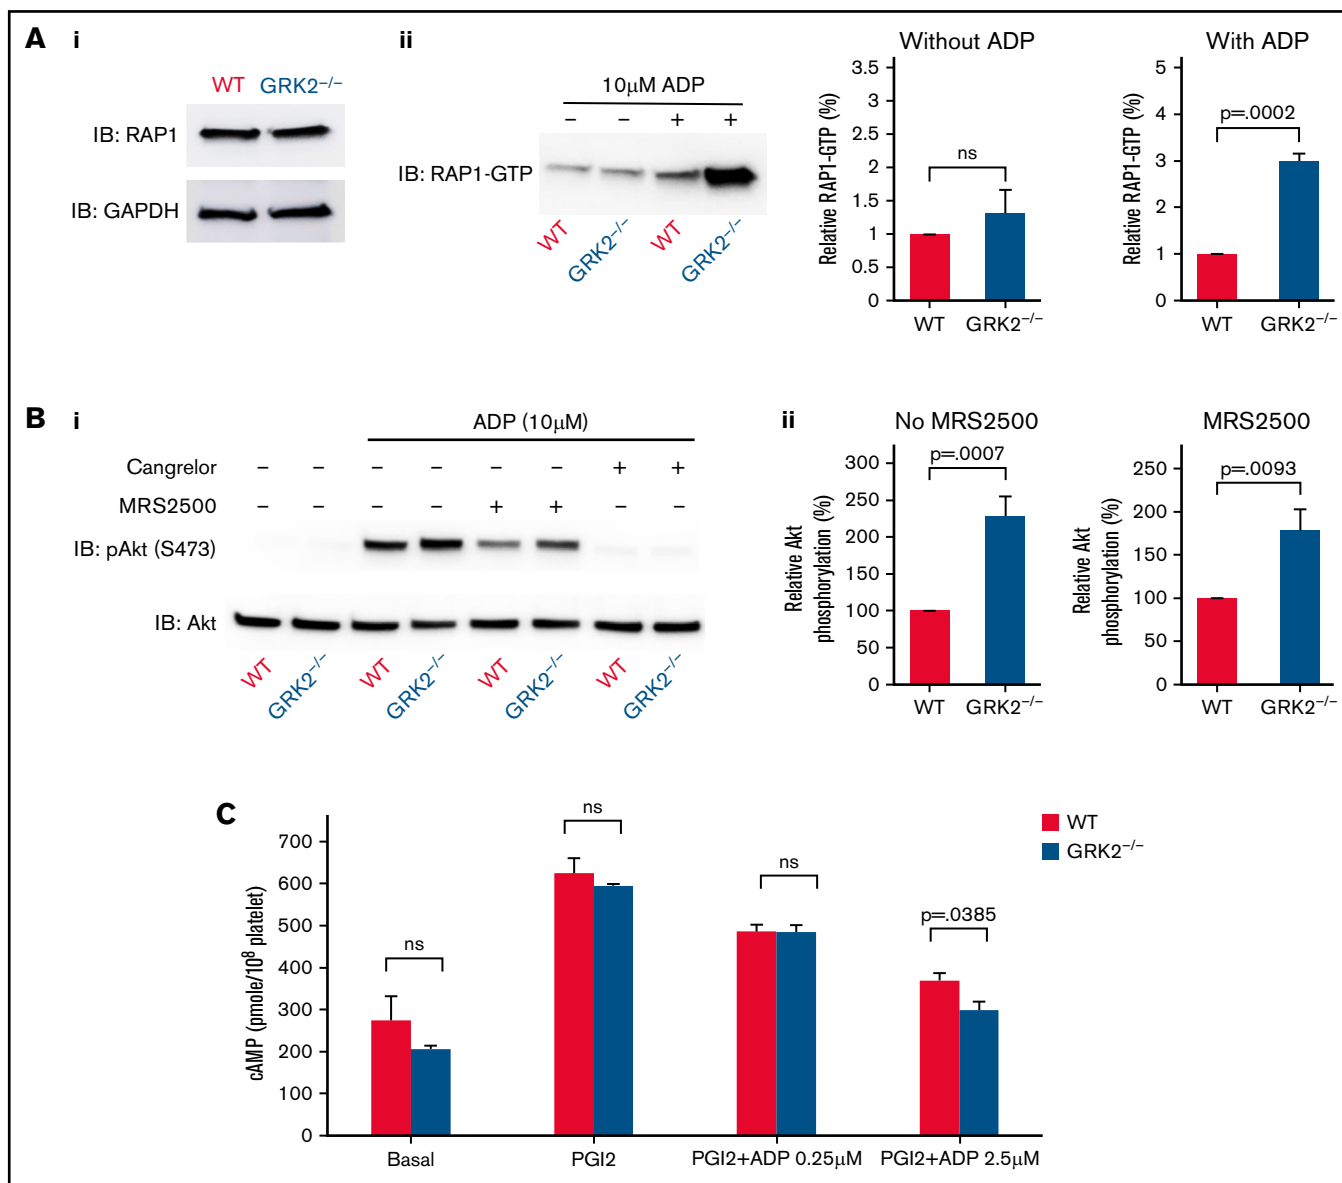 A i ii
WT GRK2⁻/⁻
IB: RAP1
IB: GAPDH
10μM ADP
− − + +
IB: RAP1-GTP
WT GRK2⁻/⁻ WT GRK2⁻/⁻
Without ADP
Relative RAP1-GTP (%)
3.5
3
2.5
2
1.5
1
0.5
0
ns
WT GRK2⁻/⁻
With ADP
Relative RAP1-GTP (%)
5
4
3
2
1
0
p=.0002
WT GRK2⁻/⁻
B i
ADP (10μM)
Cangrelor − − − − − − + +
MRS2500 − − − − + + − −
IB: pAkt (S473)
IB: Akt
WT GRK2⁻/⁻ WT GRK2⁻/⁻ WT GRK2⁻/⁻ WT GRK2⁻/⁻
ii
No MRS2500
Relative Akt
phosphorylation (%)
300
250
200
150
100
50
0
p=.0007
WT GRK2⁻/⁻
MRS2500
Relative Akt
phosphorylation (%)
250
200
150
100
50
0
p=.0093
WT GRK2⁻/⁻
C
cAMP (pmole/10⁸ platelet)
700
600
500
400
300
200
100
0
ns
ns
ns
p=.0385
Basal PGI2 PGI2+ADP 0.25μM PGI2+ADP 2.5μM
WT
GRK2⁻/⁻